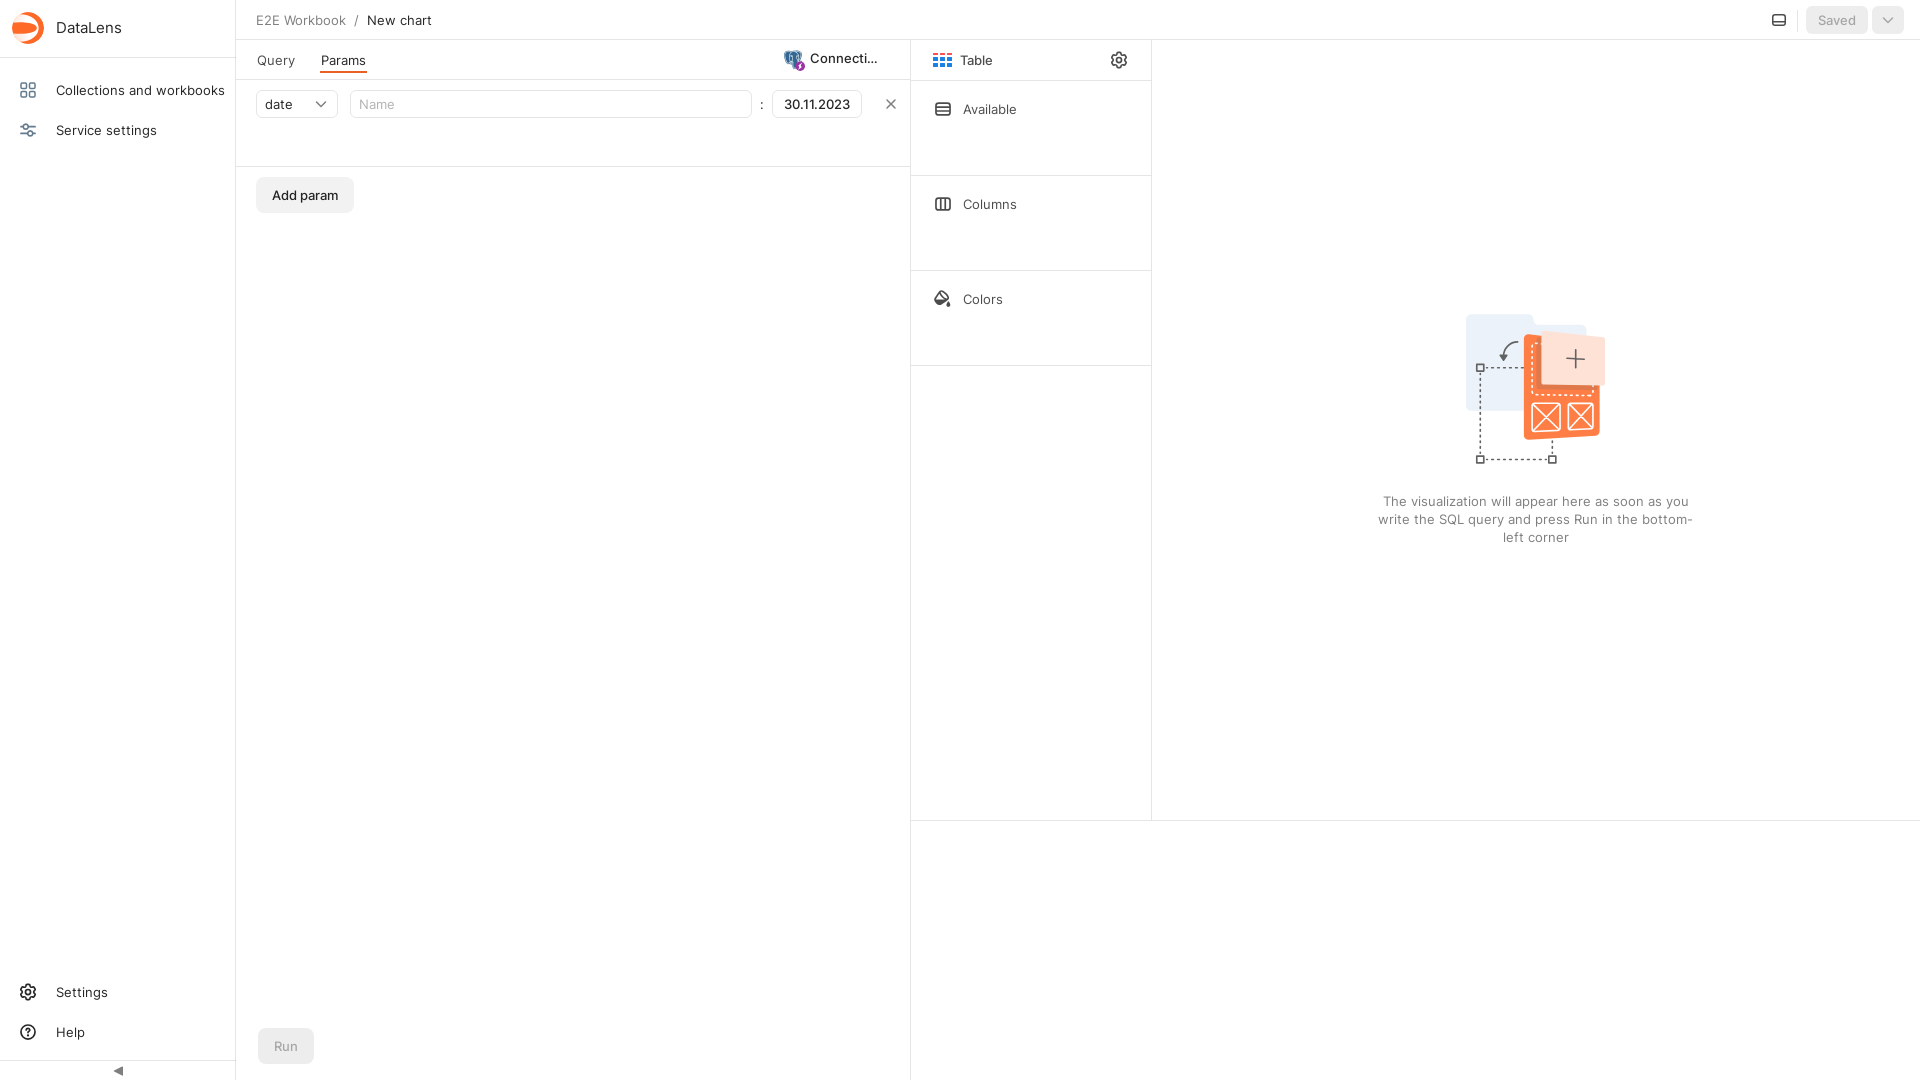 DataLens
E2E Workbook / New chart
Saved
Collections and workbooks
Service settings
Query
Params
Connecti...
date
Name
:
30.11.2023
Add param
Table
Available
Columns
Colors
The visualization will appear here as soon as you
write the SQL query and press Run in the bottom-
left corner
Settings
Help
Run